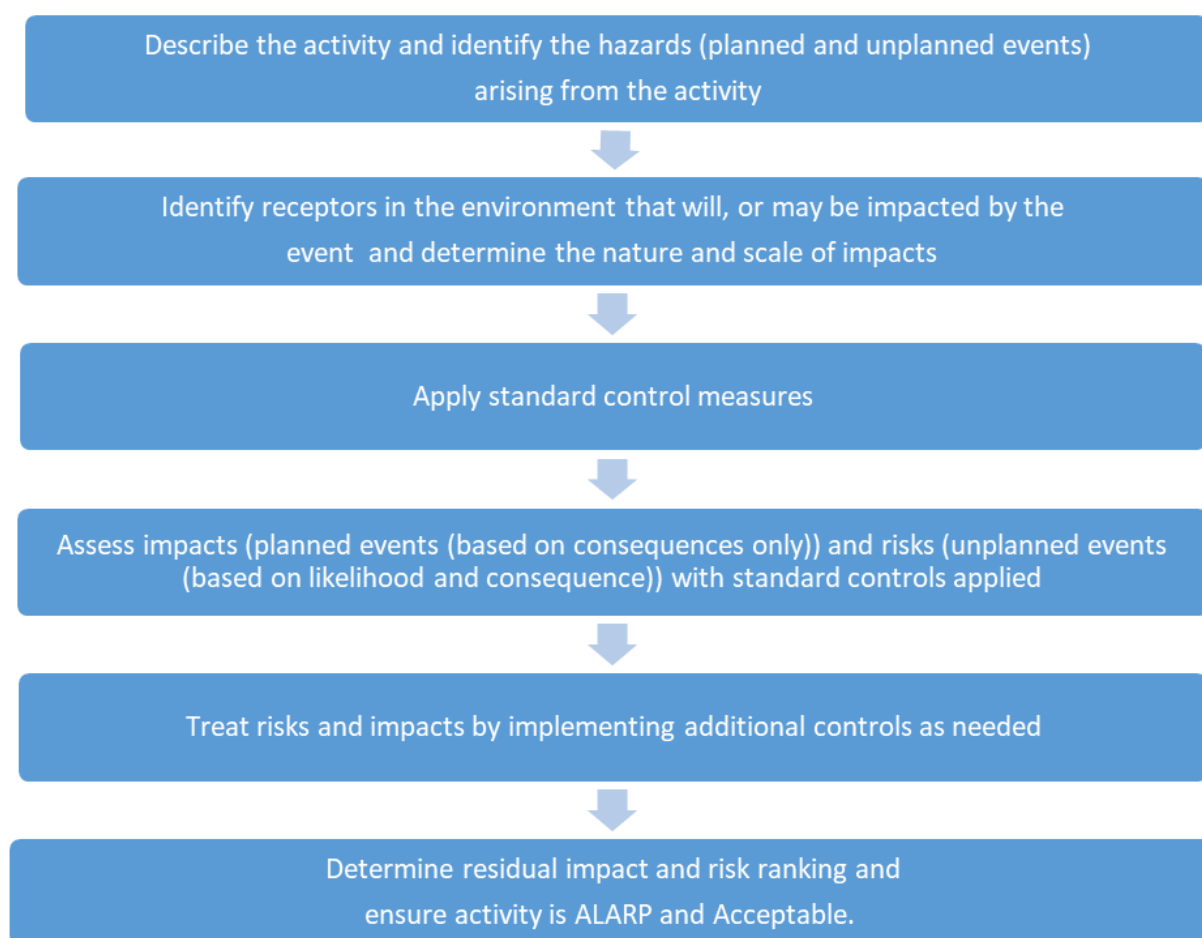 Describe the activity and identify the hazards (planned and unplanned events)
arising from the activity
Identify receptors in the environment that will, or may be impacted by the
event  and determine the nature and scale of impacts
Apply standard control measures
Assess impacts (planned events (based on consequences only)) and risks (unplanned events
(based on likelihood and consequence)) with standard controls applied
Treat risks and impacts by implementing additional controls as needed
Determine residual impact and risk ranking and
ensure activity is ALARP and Acceptable.